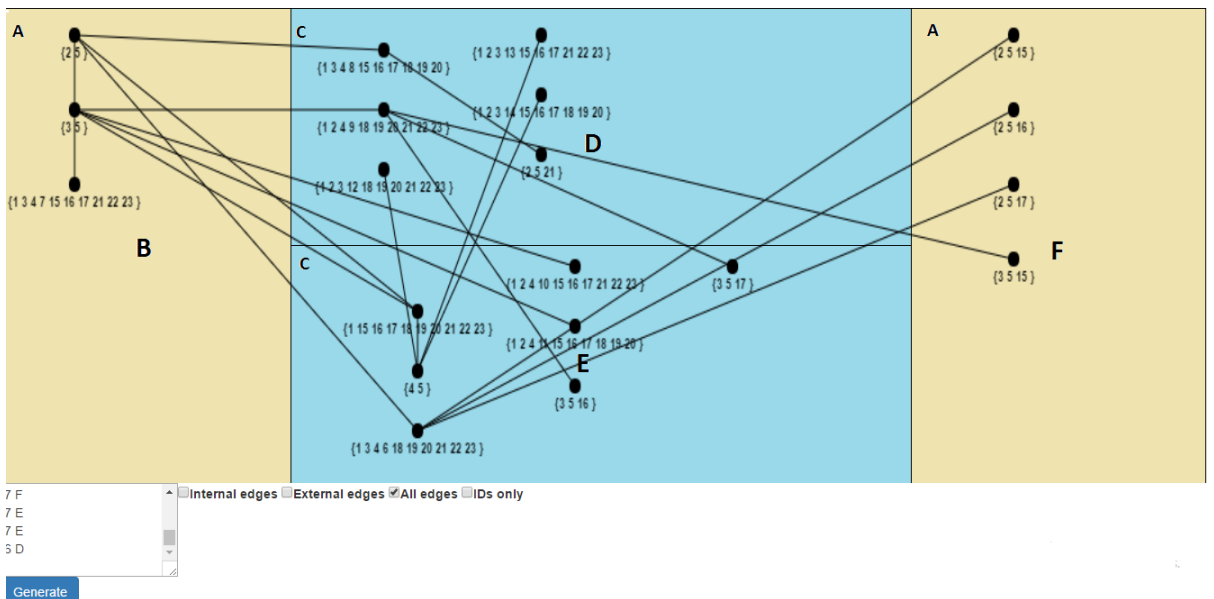 A
{2 5 }
{3 5 }
{1 3 4 7 15 16 17 21 22 23 }
B
C
{1 3 4 8 15 16 17 18 19 20 }
{1 2 3 13 15 16 17 21 22 23 }
{1 2 4 9 18 19 20 21 22 23 }
{1 2 3 14 15 16 17 18 19 20 }
D
{2 5 21 }
{1 2 3 12 18 19 20 21 22 23 }
C
{1 2 4 10 15 16 17 21 22 23 }
{3 5 17 }
{1 15 16 17 18 19 20 21 22 23 }
{1 2 4 11 15 16 17 18 19 20 }
E
{4 5 }
{3 5 16 }
{1 3 4 6 18 19 20 21 22 23 }
A
{2 5 15 }
{2 5 16 }
{2 5 17 }
F
{3 5 15 }
7 F
7 E
7 E
6 D
Internal edges External edges All edges IDs only
Generate